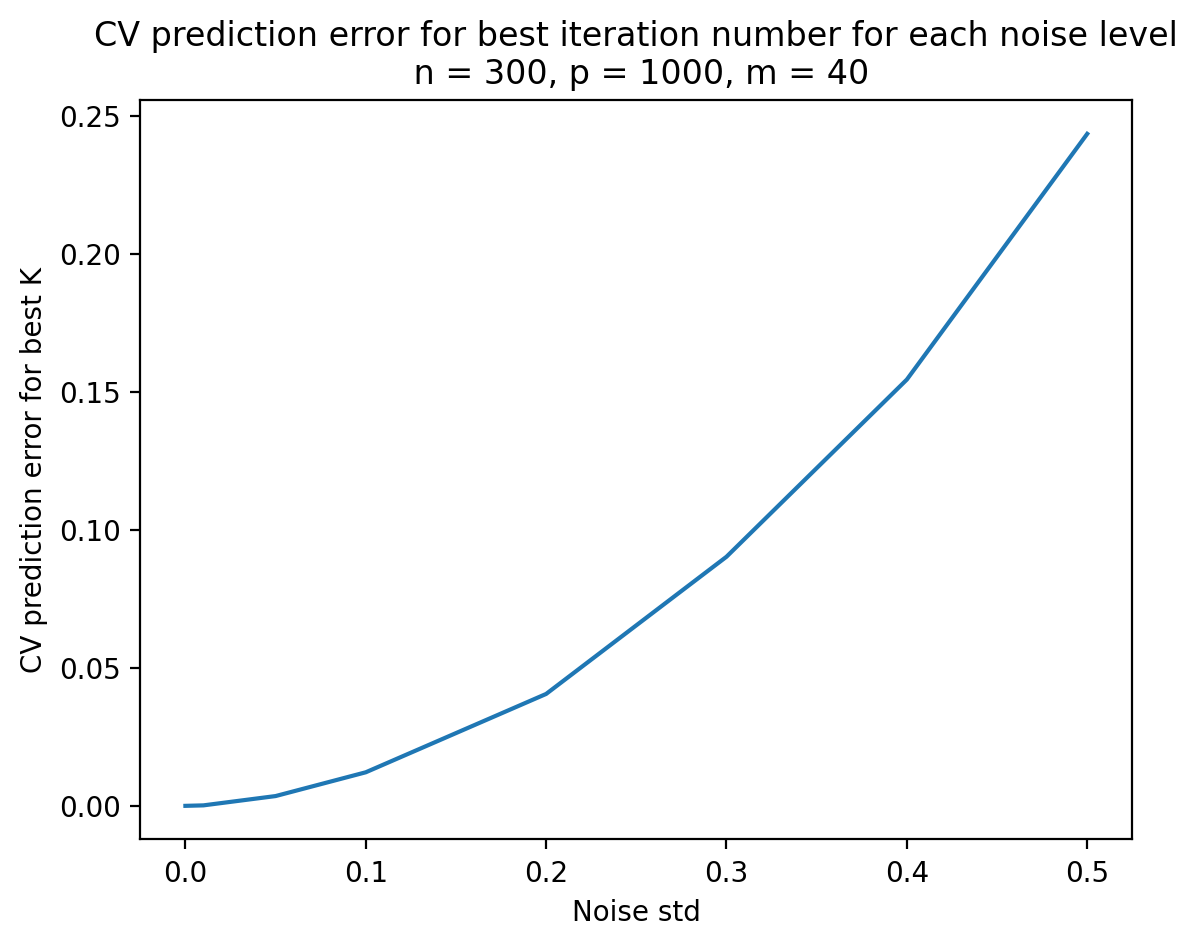 CV prediction error for best iteration number for each noise level
n = 300, p = 1000, m = 40
CV prediction error for best K
0.25
0.20
0.15
0.10
0.05
0.00
0.0 0.1 0.2 0.3 0.4 0.5
Noise std